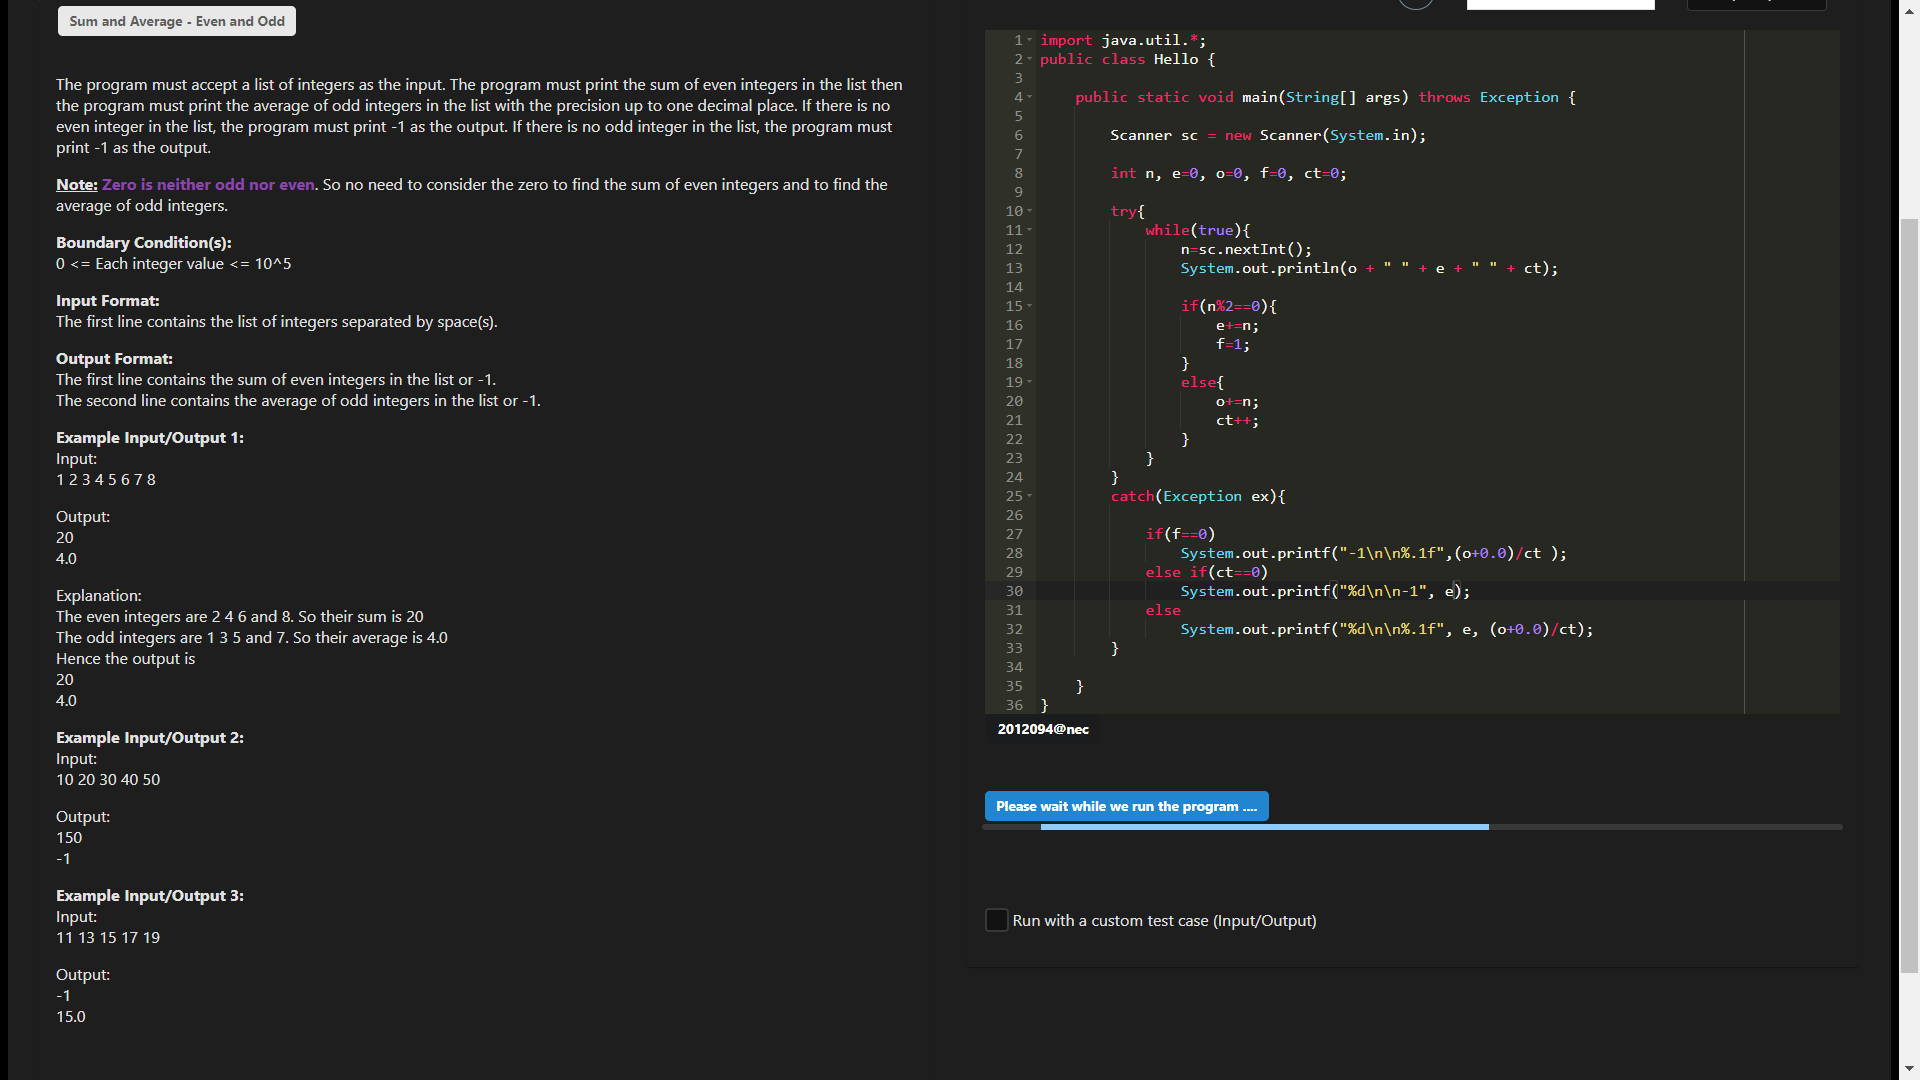 Sum and Average - Even and Odd
The program must accept a list of integers as the input. The program must print the sum of even integers in the list then
the program must print the average of odd integers in the list with the precision up to one decimal place. If there is no
even integer in the list, the program must print -1 as the output. If there is no odd integer in the list, the program must
print -1 as the output.
Note: Zero is neither odd nor even. So no need to consider the zero to find the sum of even integers and to find the
average of odd integers.
Boundary Condition(s):
0 <= Each integer value <= 10^5
Input Format:
The first line contains the list of integers separated by space(s).
Output Format:
The first line contains the sum of even integers in the list or -1.
The second line contains the average of odd integers in the list or -1.
Example Input/Output 1:
Input:
1 2 3 4 5 6 7 8
Output:
20
4.0
Explanation:
The even integers are 2 4 6 and 8. So their sum is 20
The odd integers are 1 3 5 and 7. So their average is 4.0
Hence the output is
20
4.0
Example Input/Output 2:
Input:
10 20 30 40 50
Output:
150
-1
Example Input/Output 3:
Input:
11 13 15 17 19
Output:
-1
15.0
1 import java.util.*;
2 public class Hello {
3
4     public static void main(String[] args) throws Exception {
5
6         Scanner sc = new Scanner(System.in);
7
8         int n, e=0, o=0, f=0, ct=0;
9
10         try{
11             while(true){
12                 n=sc.nextInt();
13                 System.out.println(o + " " + e + " " + ct);
14
15                 if(n%2==0){
16                     e+=n;
17                     f=1;
18                 }
19                 else{
20                     o+=n;
21                     ct++;
22                 }
23             }
24         }
25         catch(Exception ex){
26
27             if(f==0)
28                 System.out.printf("-1\n\n%.1f",(o+0.0)/ct );
29             else if(ct==0)
30                 System.out.printf("%d\n\n-1", e);
31             else
32                 System.out.printf("%d\n\n%.1f", e, (o+0.0)/ct);
33         }
34
35     }
36 }
2012094@nec
Please wait while we run the program ....
Run with a custom test case (Input/Output)